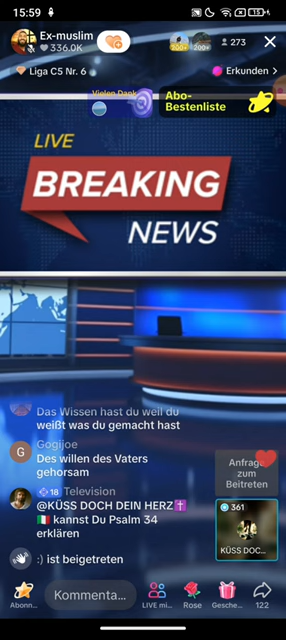 15:59
Ex-muslim
336.0K
500+
200+
273
Liga C5 Nr. 6
Erkunden >
Vielen Dank
Abo-
Bestenliste
LIVE
BREAKING
NEWS
Das Wissen hast du weil du
weißt was du gemacht hast
G
Gogijoe
Des willen des Vaters
gehorsam
18 Television
@KÜSS DOCH DEIN HERZ✝️
🇮🇹 kannst Du Psalm 34
erklären
:) ist beigetreten
Anfrage
zum
Beitreten
361
KÜSS DOC...
Abonn...
Kommenta...
LIVE mi...
Rose
Gesche...
122